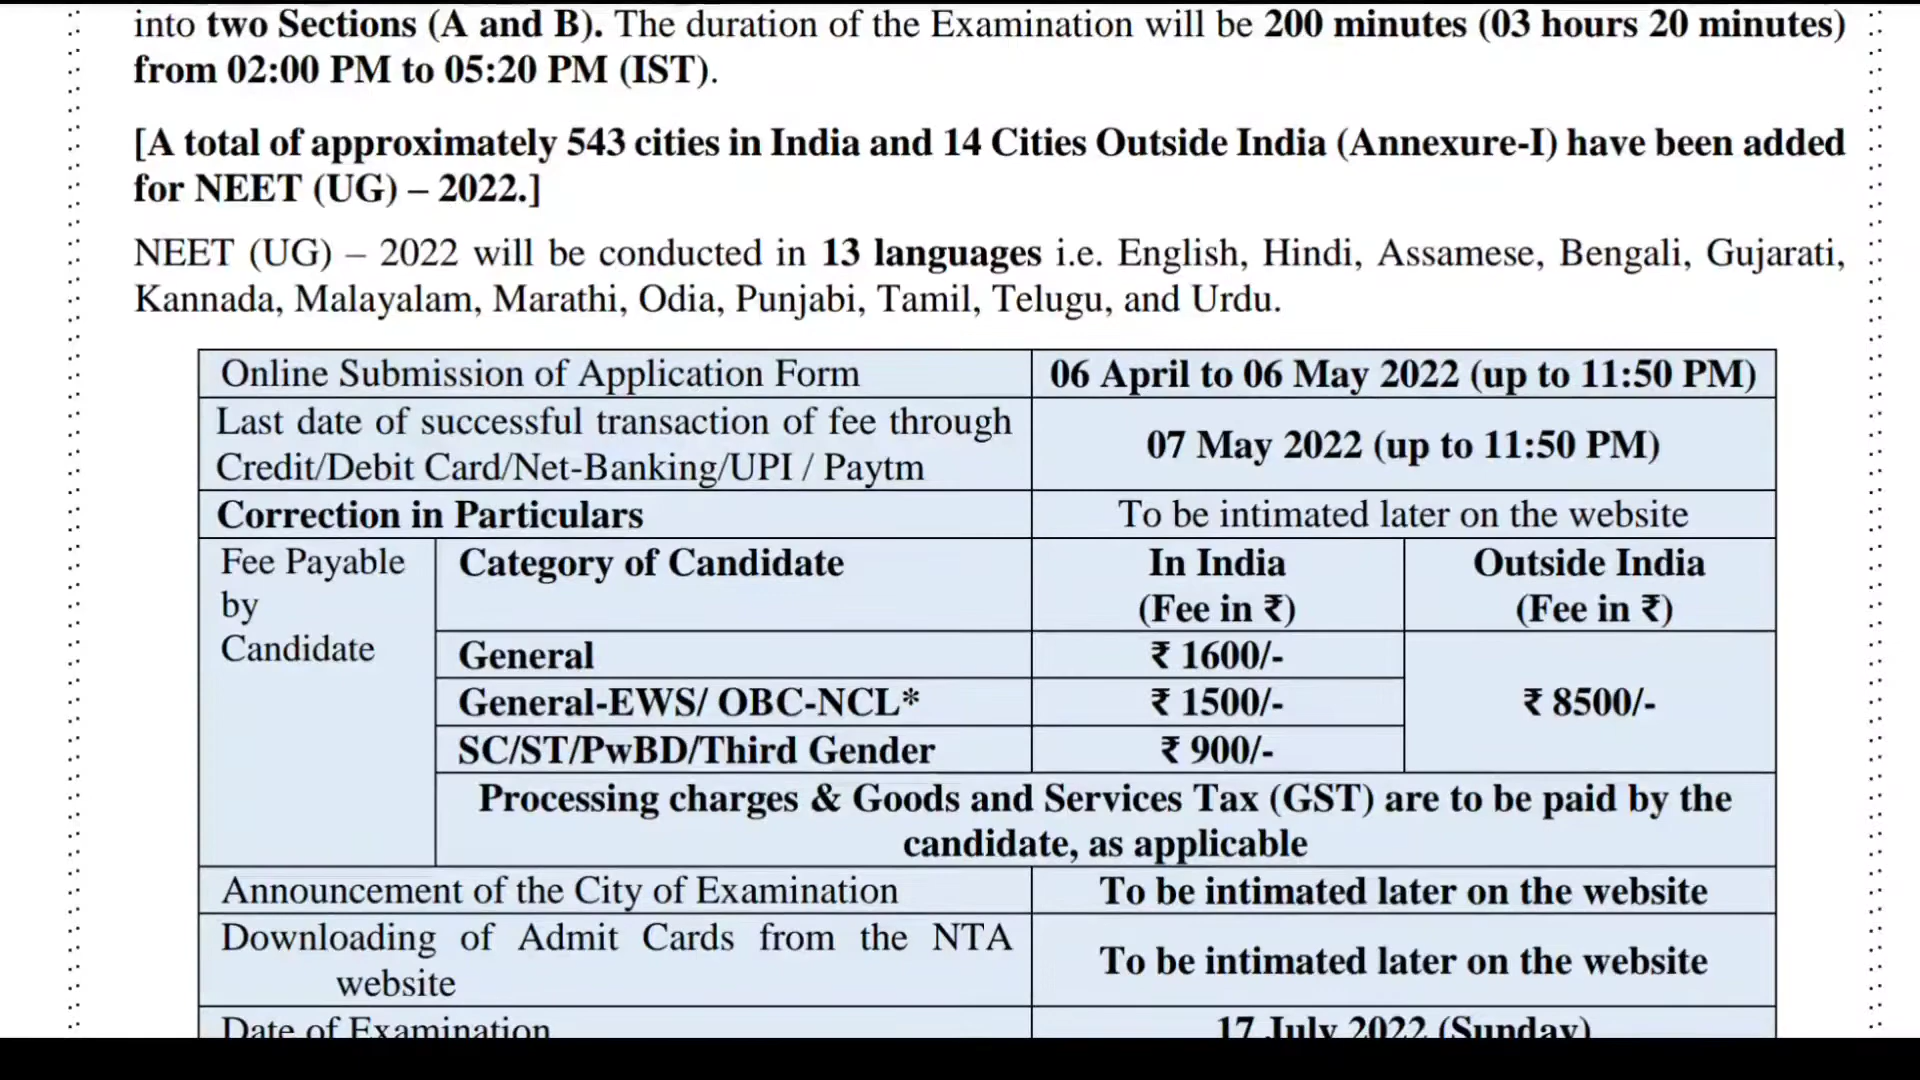 into two Sections (A and B). The duration of the Examination will be 200 minutes (03 hours 20 minutes)
from 02:00 PM to 05:20 PM (IST).
[A total of approximately 543 cities in India and 14 Cities Outside India (Annexure-I) have been added
for NEET (UG) – 2022.]
NEET (UG) – 2022 will be conducted in 13 languages i.e. English, Hindi, Assamese, Bengali, Gujarati,
Kannada, Malayalam, Marathi, Odia, Punjabi, Tamil, Telugu, and Urdu.
Online Submission of Application Form 06 April to 06 May 2022 (up to 11:50 PM)
Last date of successful transaction of fee through
Credit/Debit Card/Net-Banking/UPI / Paytm
07 May 2022 (up to 11:50 PM)
Correction in Particulars To be intimated later on the website
Fee Payable
by
Candidate
Category of Candidate
In India
(Fee in ₹)
Outside India
(Fee in ₹)
General ₹ 1600/-
General-EWS/ OBC-NCL* ₹ 1500/- ₹ 8500/-
SC/ST/PwBD/Third Gender ₹ 900/-
Processing charges & Goods and Services Tax (GST) are to be paid by the
candidate, as applicable
Announcement of the City of Examination To be intimated later on the website
Downloading of Admit Cards from the NTA
website
To be intimated later on the website
Date of Examination 17 July 2022 (Sunday)